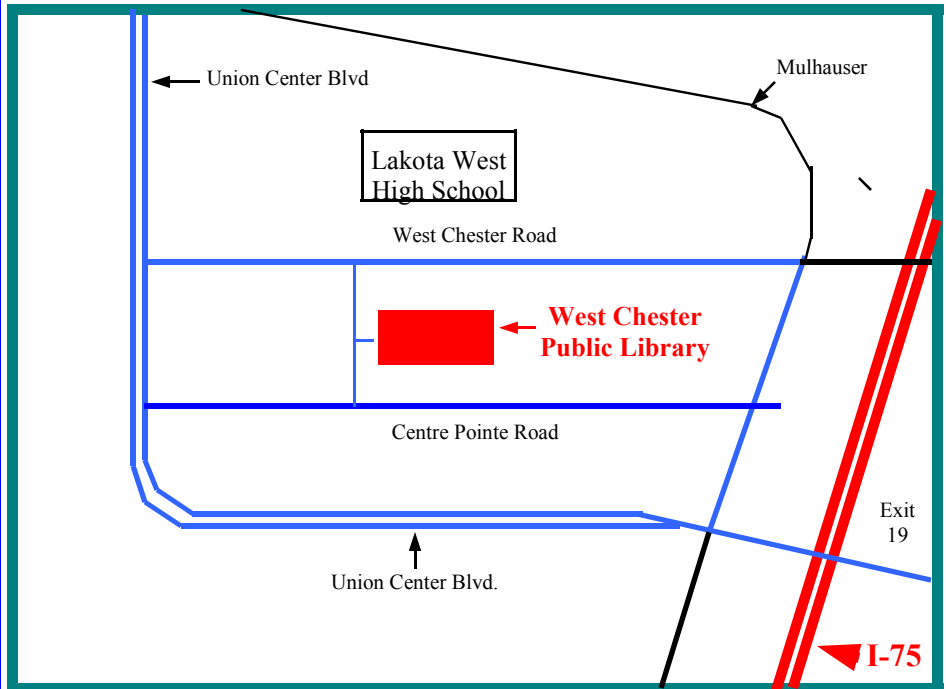 Union Center Blvd
Mulhauser
Lakota West
High School
West Chester Road
West Chester
Public Library
Centre Pointe Road
Exit
19
Union Center Blvd.
I-75